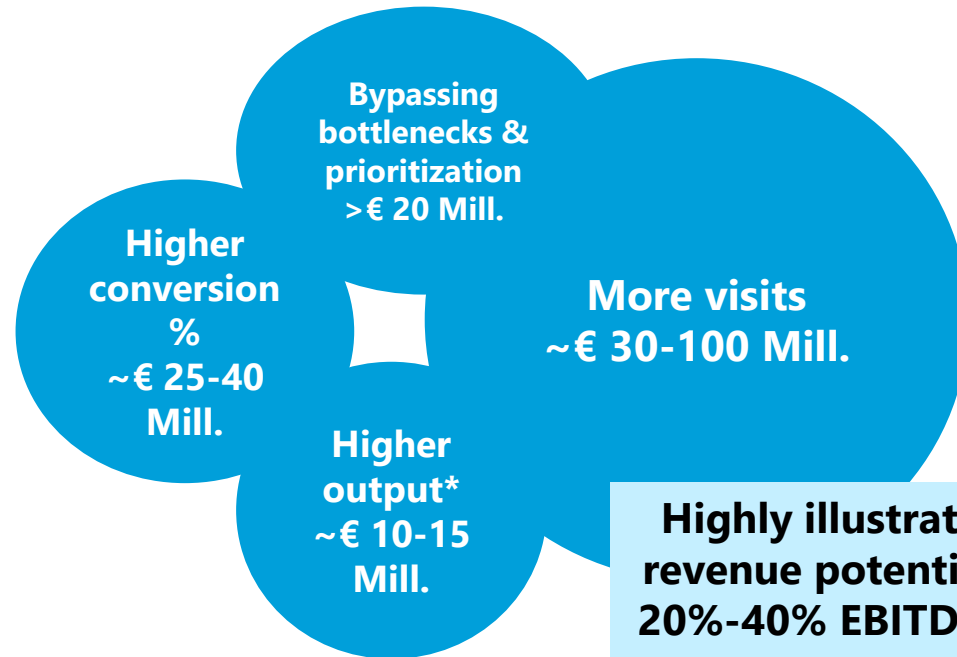 Bypassing
bottlenecks &
prioritization
>€ 20 Mill.
Higher
conversion
%
~€ 25-40
Mill.
More visits
~€ 30-100 Mill.
Higher
output*
~€ 10-15
Mill.
Highly illustrat
revenue potenti
20%-40% EBITD